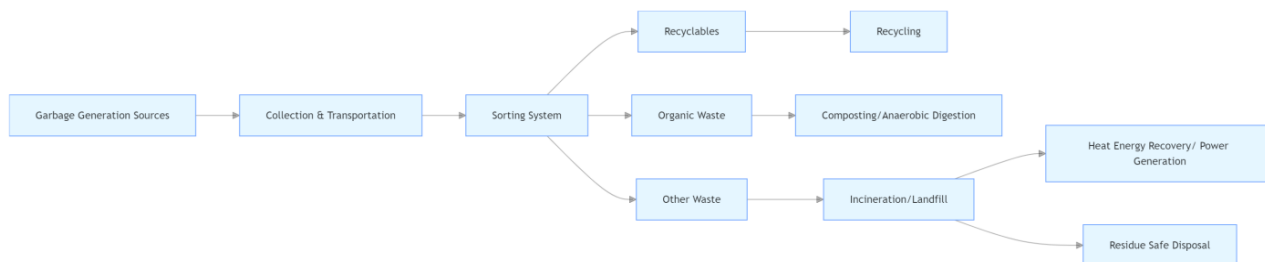 Garbage Generation Sources
Collection & Transportation
Sorting System
Recyclables
Recycling
Organic Waste
Composting/Anaerobic Digestion
Other Waste
Incineration/Landfill
Heat Energy Recovery/ Power
Generation
Residue Safe Disposal